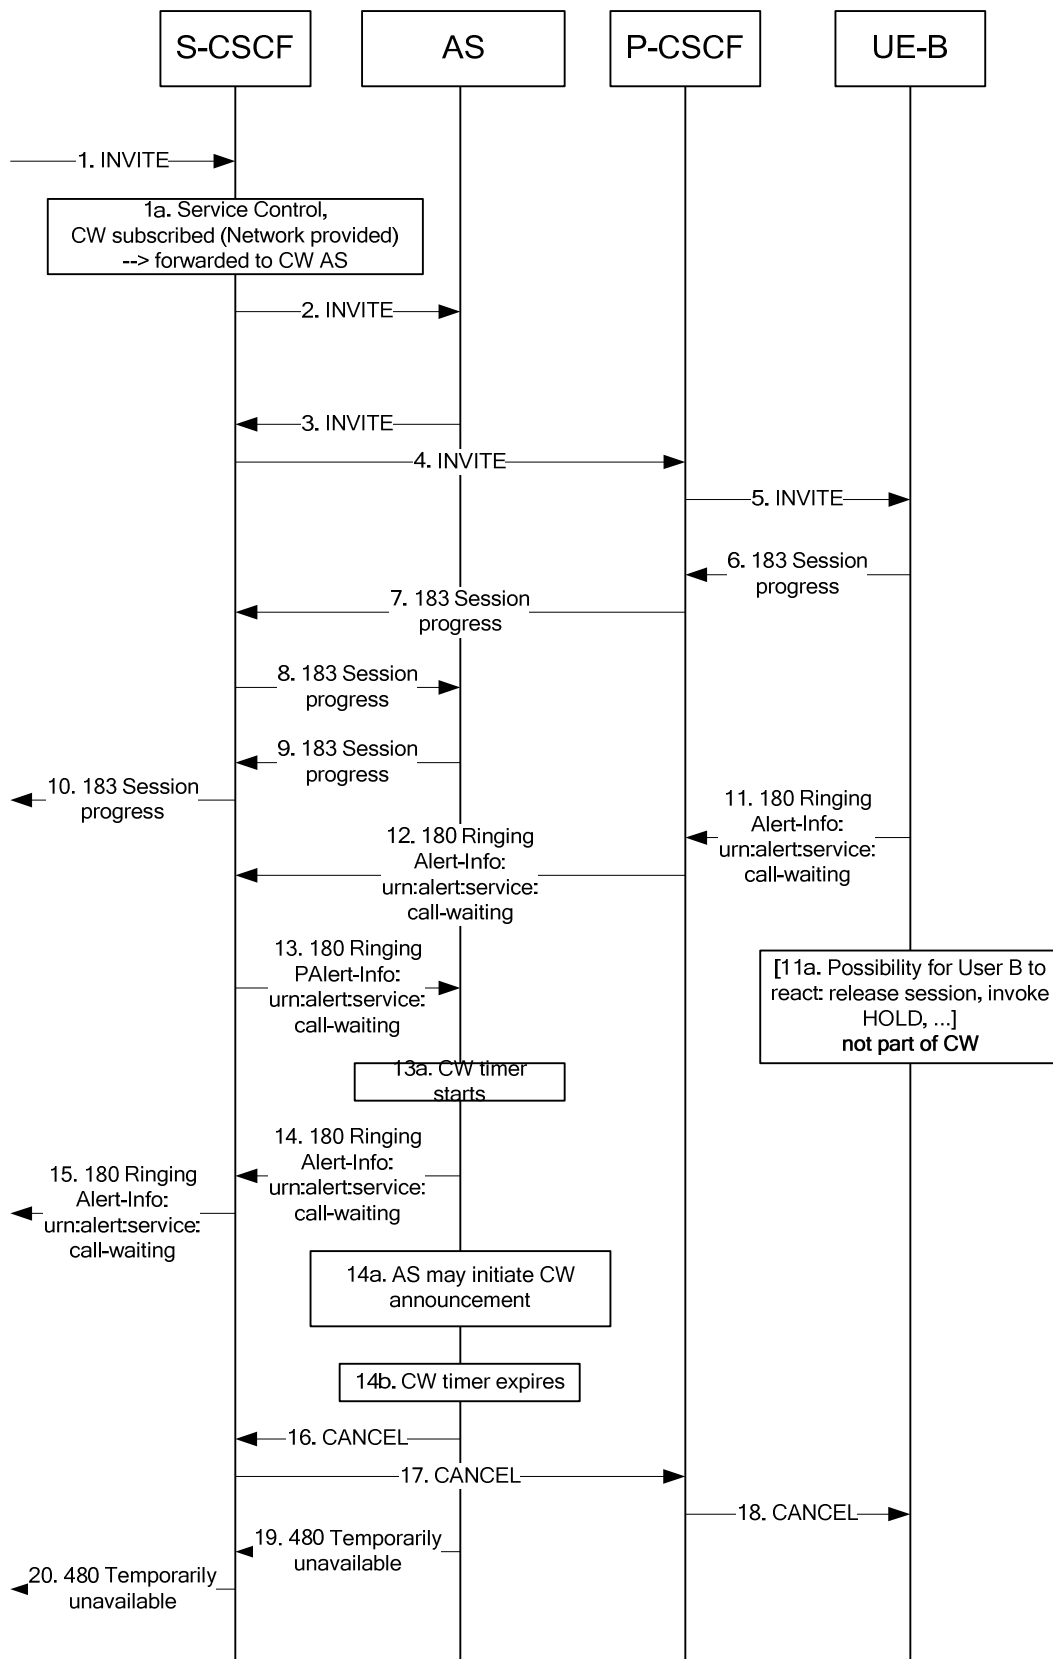 S-CSCF
AS
P-CSCF
UE-B
1. INVITE
1a. Service Control,
CW subscribed (Network provided)
--> forwarded to CW AS
2. INVITE
3. INVITE
4. INVITE
5. INVITE
6. 183 Session
progress
7. 183 Session
progress
8. 183 Session
progress
9. 183 Session
progress
10. 183 Session
progress
11. 180 Ringing
Alert-Info:
urn:alert:service:
call-waiting
12. 180 Ringing
Alert-Info:
urn:alert:service:
call-waiting
[11a. Possibility for User B to
react: release session, invoke
HOLD, ...]
not part of CW
13. 180 Ringing
PAlert-Info:
urn:alert:service:
call-waiting
13a. CW timer
starts
14. 180 Ringing
Alert-Info:
urn:alert:service:
call-waiting
15. 180 Ringing
Alert-Info:
urn:alert:service:
call-waiting
14a. AS may initiate CW
announcement
14b. CW timer expires
16. CANCEL
17. CANCEL
18. CANCEL
19. 480 Temporarily
unavailable
20. 480 Temporarily
unavailable